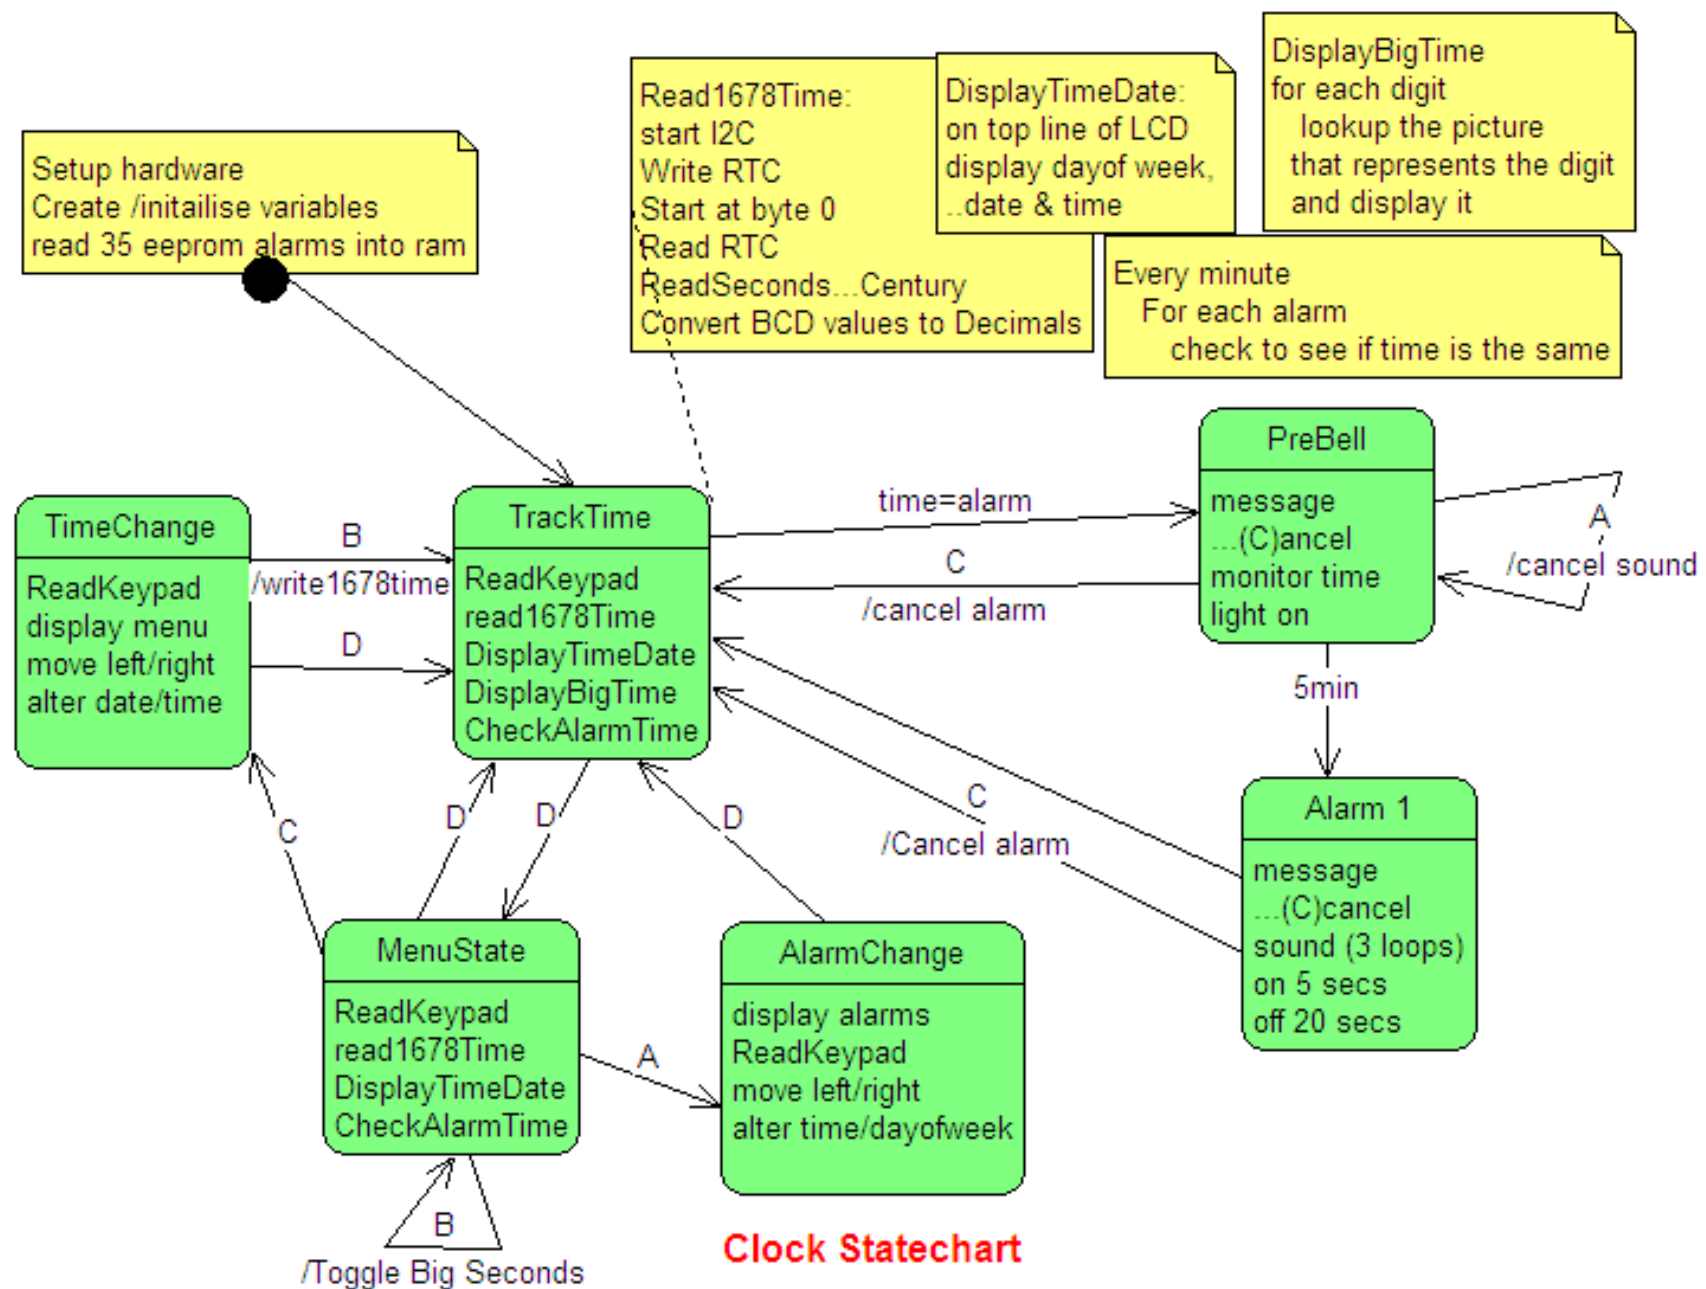 Setup hardware
Create /initailise variables
read 35 eeprom alarms into ram
Read1678Time:
start I2C
Write RTC
Start at byte 0
Read RTC
ReadSeconds...Century
Convert BCD values to Decimals
DisplayTimeDate:
on top line of LCD
display dayof week,
..date & time
DisplayBigTime
for each digit
lookup the picture
that represents the digit
and display it
Every minute
For each alarm
check to see if time is the same
TimeChange
ReadKeypad
display menu
move left/right
alter date/time
B
/write1678time
D
TrackTime
ReadKeypad
read1678Time
DisplayTimeDate
DisplayBigTime
CheckAlarmTime
time=alarm
C
/cancel alarm
PreBell
message
...(C)ancel
monitor time
light on
A
/cancel sound
5min
C
/Cancel alarm
Alarm 1
message
...(C)cancel
sound (3 loops)
on 5 secs
off 20 secs
C
D
D
D
MenuState
ReadKeypad
read1678Time
DisplayTimeDate
CheckAlarmTime
A
AlarmChange
display alarms
ReadKeypad
move left/right
alter time/dayofweek
B
/Toggle Big Seconds
Clock Statechart